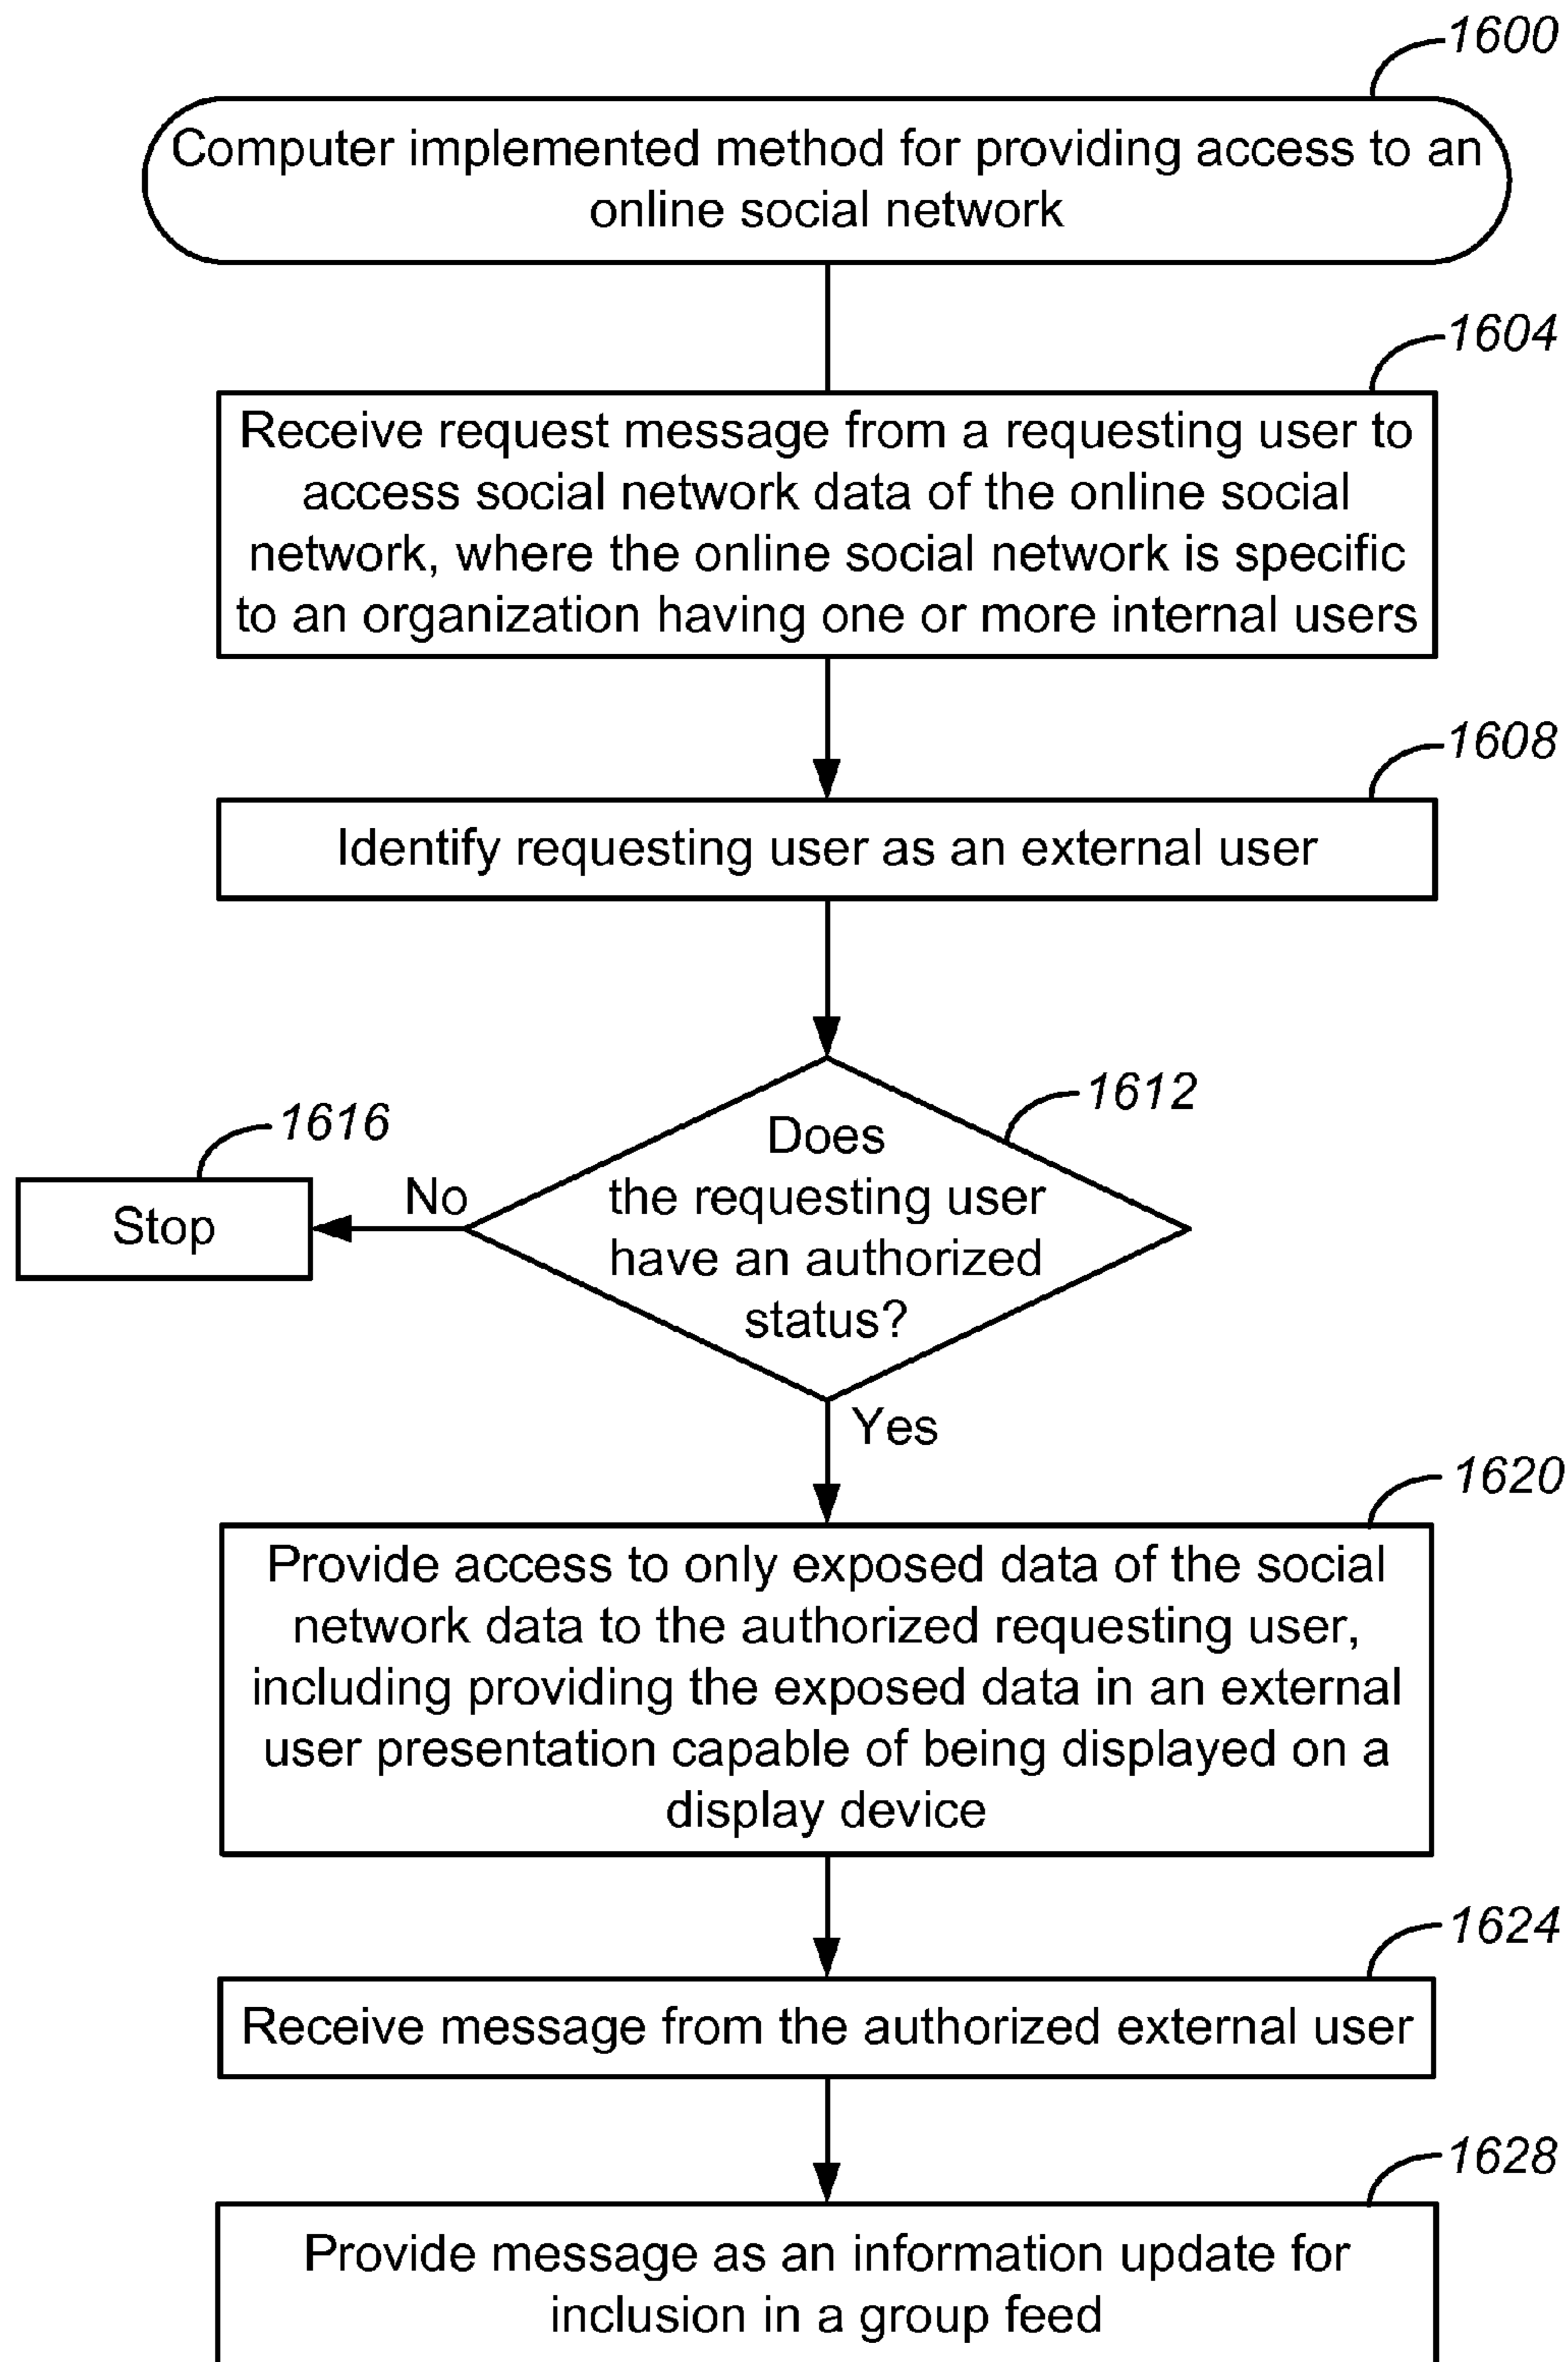 1600
Computer implemented method for providing access to an
online social network
1604
Receive request message from a requesting user to
access social network data of the online social
network, where the online social network is specific
to an organization having one or more internal users
1608
Identify requesting user as an external user
1612
Does
the requesting user
have an authorized
status?
1616
No
Stop
Yes
1620
Provide access to only exposed data of the social
network data to the authorized requesting user,
including providing the exposed data in an external
user presentation capable of being displayed on a
display device
1624
Receive message from the authorized external user
1628
Provide message as an information update for
inclusion in a group feed